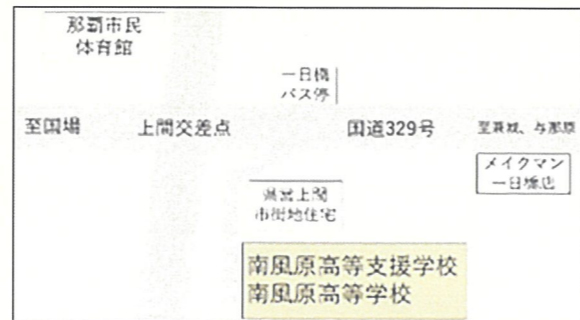 那覇市民
体育館
一日橋
バス停
至国場
上間交差点
国道329号
至兼城、与那原
メイクマン
一日橋店
県営上間
市街地住宅
南風原高等支援学校
南風原高等学校